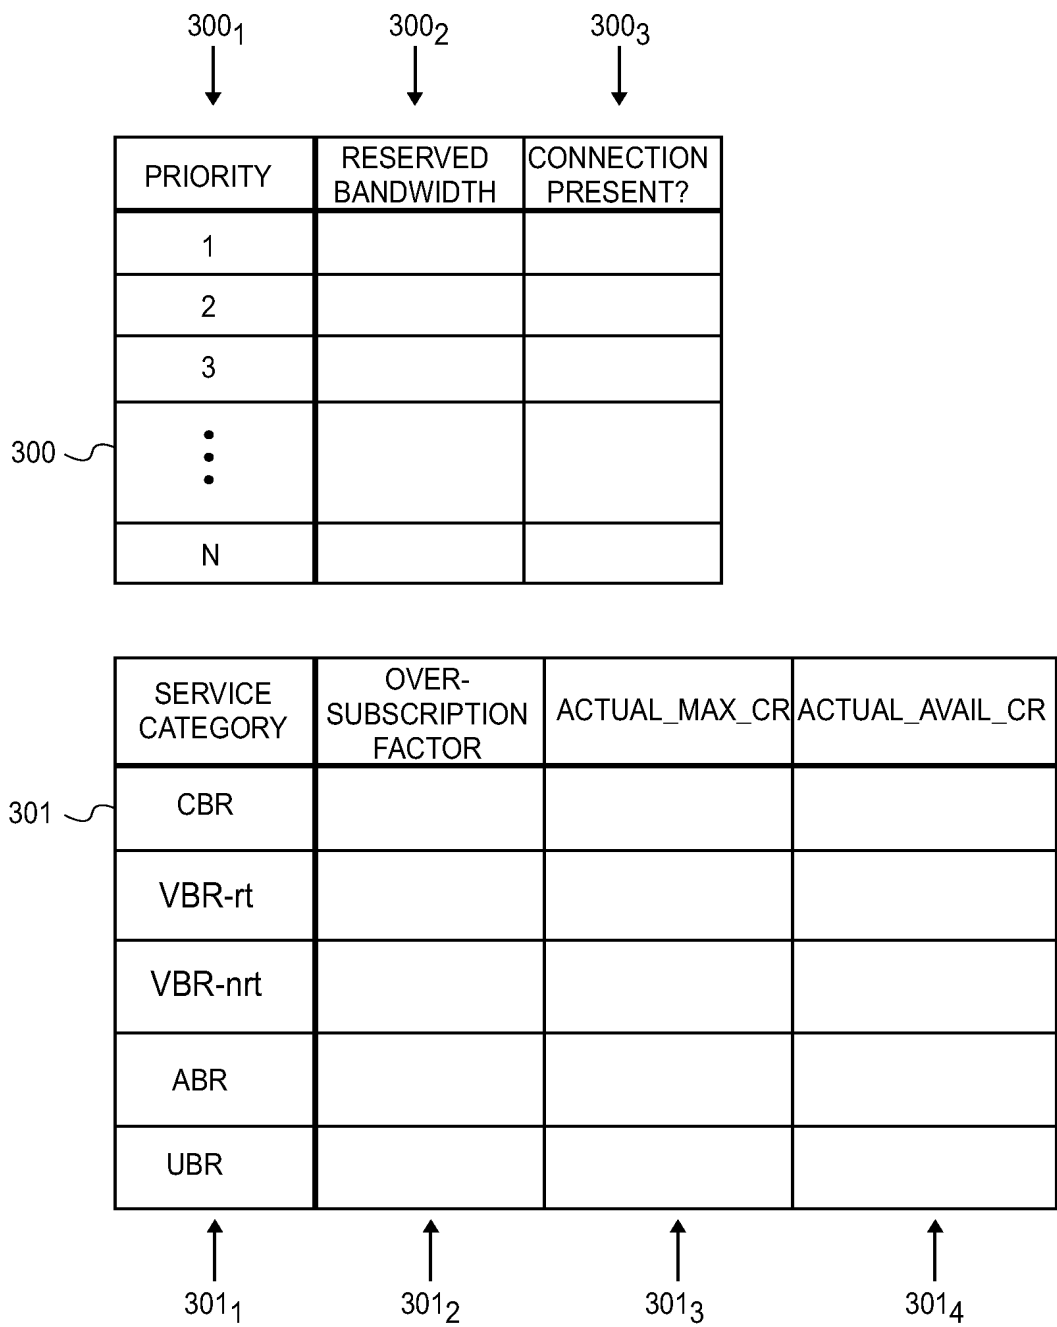 300₁ 300₂ 300₃
PRIORITY RESERVED BANDWIDTH CONNECTION PRESENT?
1
2
3
300
N
SERVICE CATEGORY OVER-SUBSCRIPTION FACTOR ACTUAL_MAX_CR ACTUAL_AVAIL_CR
301 CBR
VBR-rt
VBR-nrt
ABR
UBR
301₁ 301₂ 301₃ 301₄